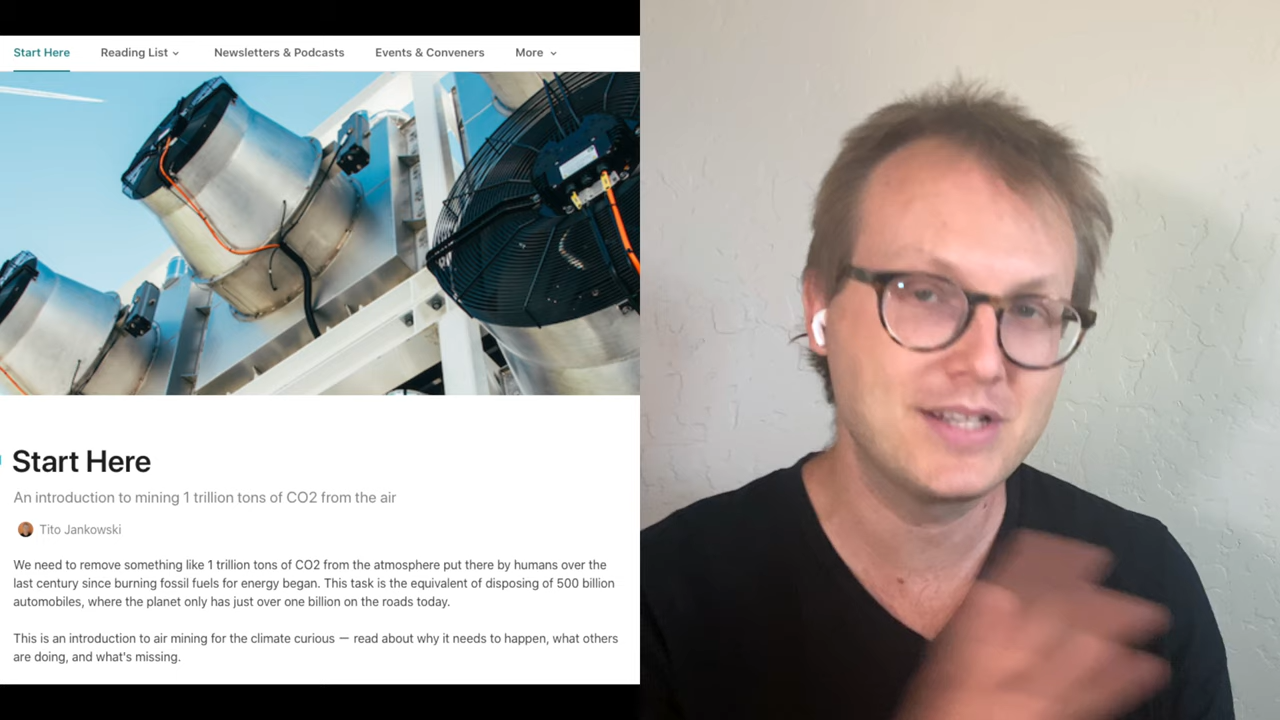 Start Here
Reading List
Newsletters & Podcasts
Events & Conveners
More
Start Here
An introduction to mining 1 trillion tons of CO2 from the air
Tito Jankowski
We need to remove something like 1 trillion tons of CO2 from the atmosphere put there by humans over the
last century since burning fossil fuels for energy began. This task is the equivalent of disposing of 500 billion
automobiles, where the planet only has just over one billion on the roads today.
This is an introduction to air mining for the climate curious — read about why it needs to happen, what others
are doing, and what's missing.